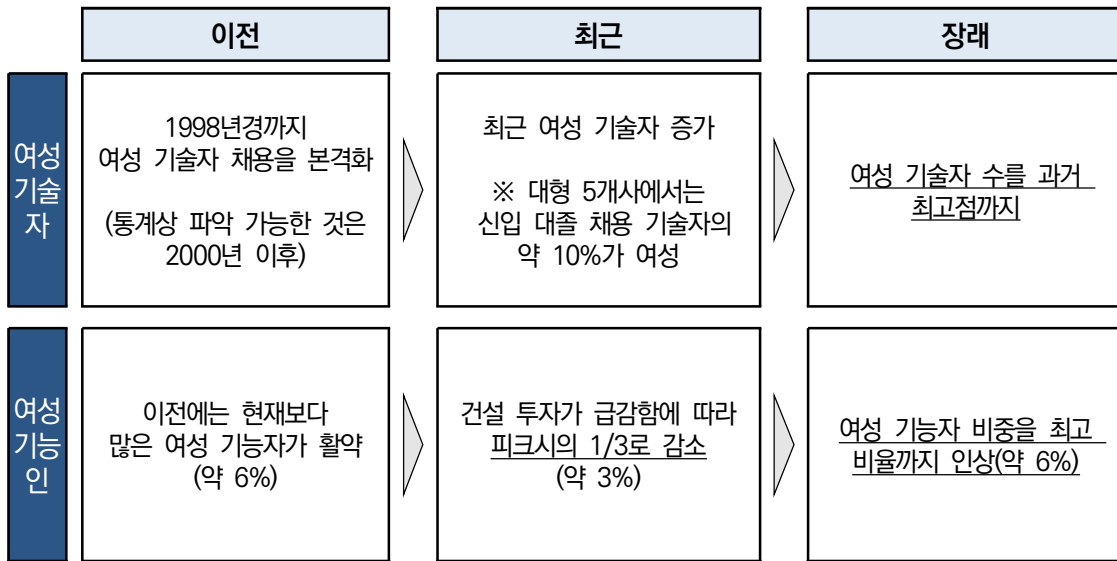 이전
최근
장래
여성
기술
자
1998년경까지
여성 기술자 채용을 본격화
(통계상 파악 가능한 것은
2000년 이후)
최근 여성 기술자 증가
※ 대형 5개사에서는
신입 대졸 채용 기술자의
약 10%가 여성
여성 기술자 수를 과거
최고점까지
여성
기능
인
이전에는 현재보다
많은 여성 기능자가 활약
(약 6%)
건설 투자가 급감함에 따라
피크시의 1/3로 감소
(약 3%)
여성 기능자 비중을 최고
비율까지 인상(약 6%)